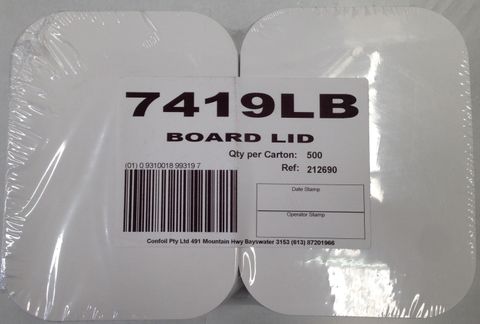 7419LB
BOARD LID
Qty per Carton: 500
Ref: 212690
(01) 0 9310018 99319 7
Date Stamp
Operator Stamp
Confoil Pty Ltd 491 Mountain Hwy Bayswater 3153 (613) 87201966